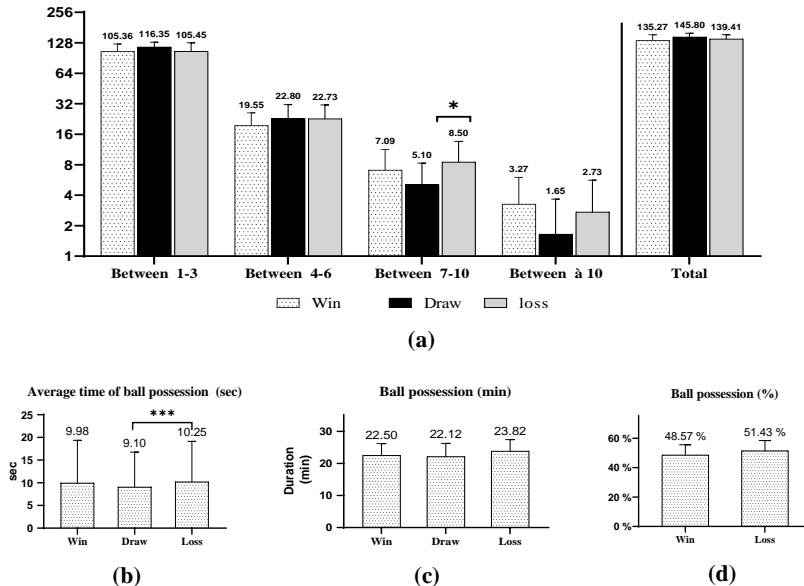 256
128
64
32
16
8
4
2
1
105.36 116.35 105.45
19.55 22.80 22.73
7.09 5.10 8.50
*
3.27 1.65 2.73
135.27 145.80 139.41
Between 1-3 Between 4-6 Between 7-10 Between à 10 Total
Win Draw loss
(a)
Average time of ball possession (sec)
sec
25
20
15
10
5
0
9.98 9.10 10.25
***
Win Draw Loss
(b)
Ball possession (min)
Duration
(min)
30
20
10
0
22.50 22.12 23.82
Win Draw Loss
(c)
Ball possession (%)
60 %
40 %
20 %
0 %
48.57 % 51.43 %
Win Loss
(d)